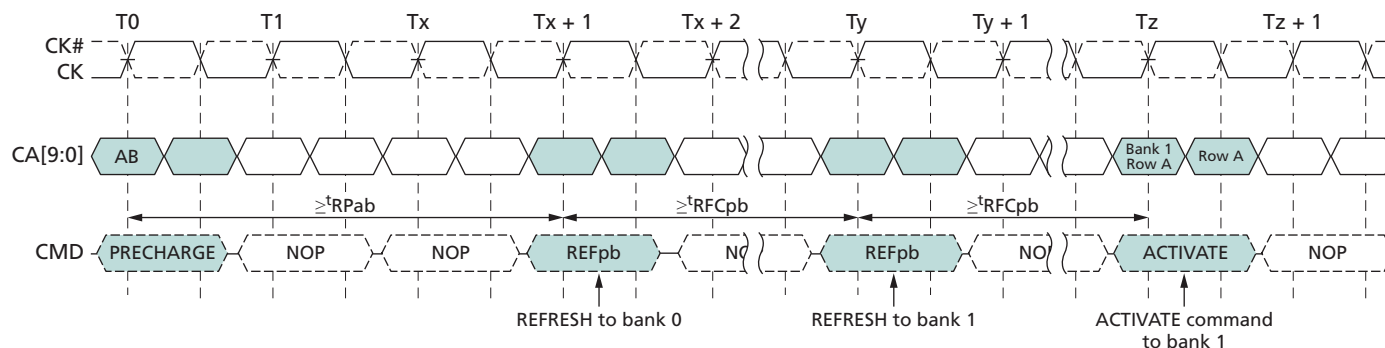 T0 T1 Tx Tx + 1 Tx + 2 Ty Ty + 1 Tz Tz + 1
CK#
CK
CA[9:0] AB Bank 1 Row A Row A
≥tRPab ≥tRFCpb ≥tRFCpb
CMD PRECHARGE NOP NOP REFpb REFpb ACTIVATE NOP
REFRESH to bank 0 REFRESH to bank 1 ACTIVATE command
to bank 1